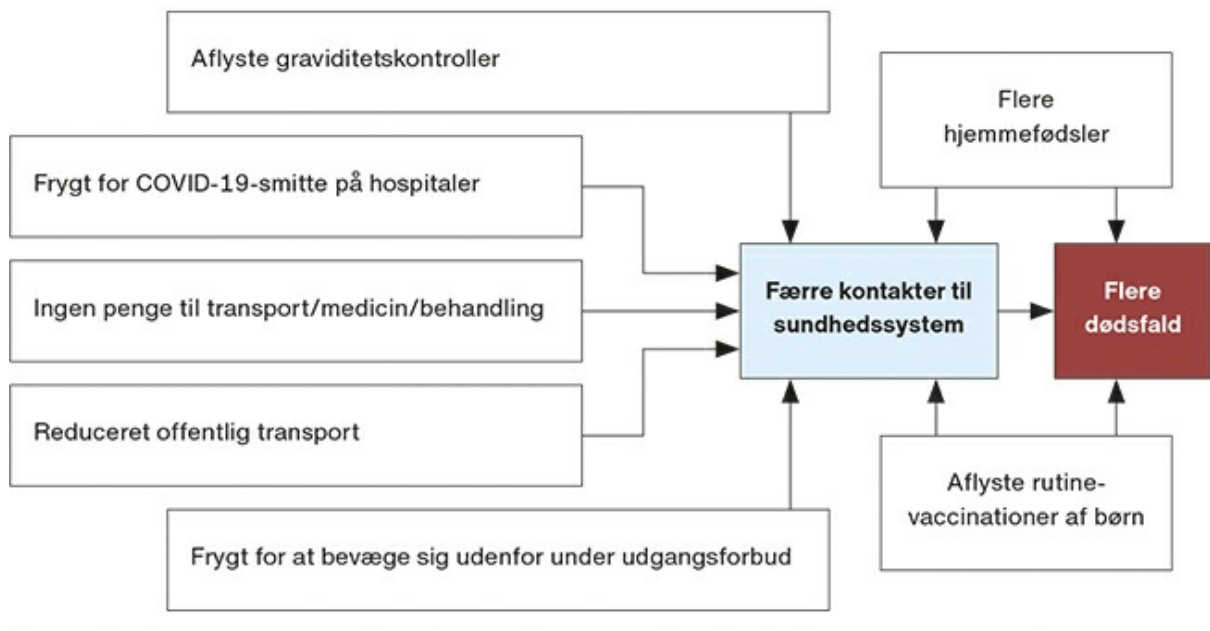 Aflyste graviditetskontroller
Flere
hjemmefødsler
Frygt for COVID-19-smitte på hospitaler
Ingen penge til transport/medicin/behandling
Færre kontakter til
sundhedssystem
Flere
dødsfald
Reduceret offentlig transport
Aflyste rutine-
vaccinationer af børn
Frygt for at bevæge sig udenfor under udgangsforbud